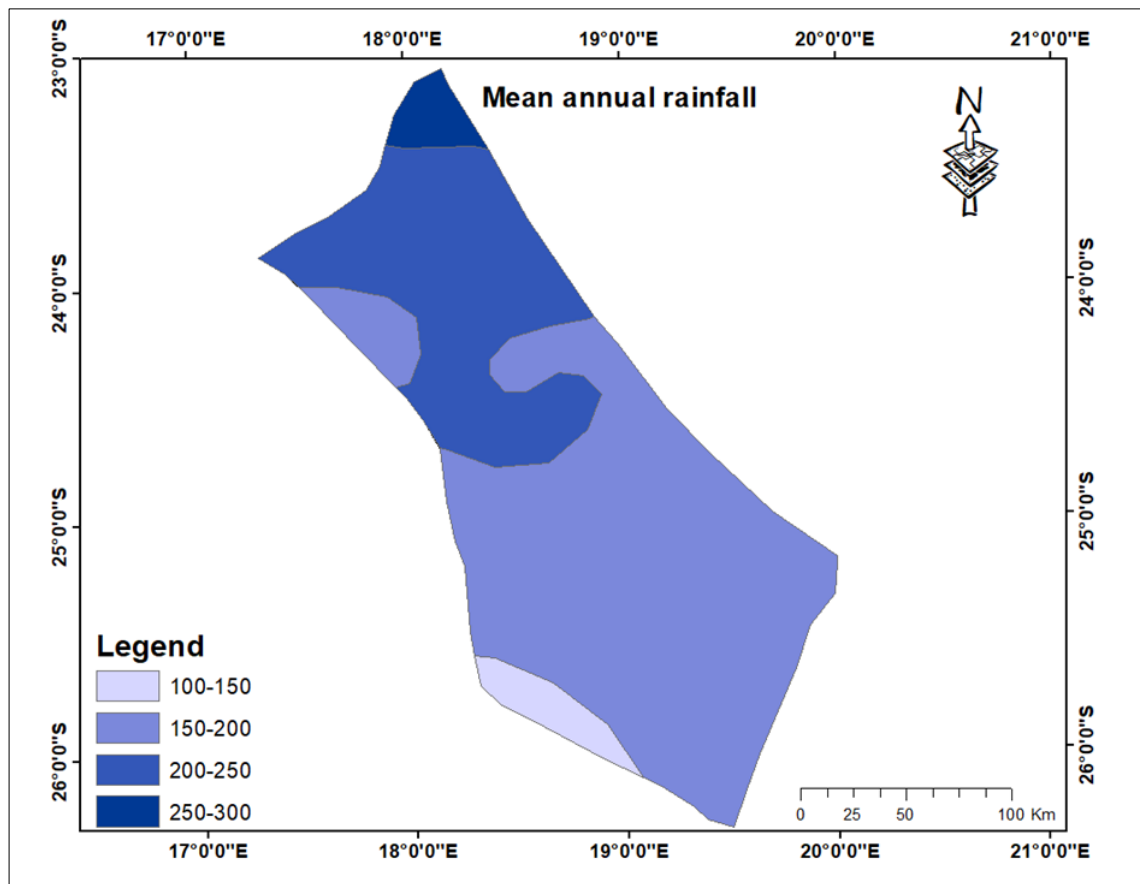 17°0'0"E 18°0'0"E 19°0'0"E 20°0'0"E 21°0'0"E
23°0'0"S
Mean annual rainfall
N
24°0'0"S 24°0'0"S
25°0'0"S 25°0'0"S
26°0'0"S 26°0'0"S
Legend
100-150
150-200
200-250
250-300
0 25 50 100 Km
17°0'0"E 18°0'0"E 19°0'0"E 20°0'0"E 21°0'0"E